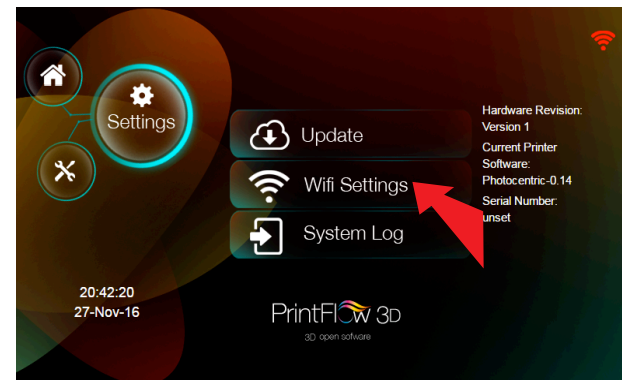 Settings
Update
Wifi Settings
System Log
Hardware Revision:
Version 1
Current Printer
Software:
Photocentric-0.14
Serial Number:
unset
20:42:20
27-Nov-16
PrintFlow 3D
3D open sofware